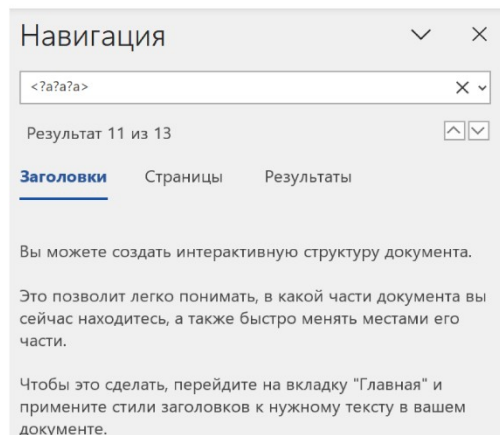 Навигация
<?a?a?a>
Результат 11 из 13
Заголовки Страницы Результаты
Вы можете создать интерактивную структуру документа.
Это позволит легко понимать, в какой части документа вы
сейчас находитесь, а также быстро менять местами его
части.
Чтобы это сделать, перейдите на вкладку "Главная" и
примените стили заголовков к нужному тексту в вашем
документе.